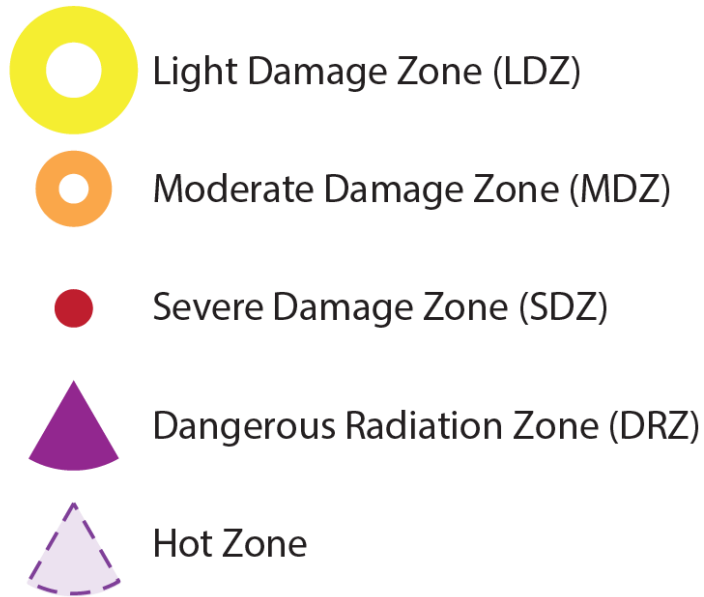 Light Damage Zone (LDZ)
Moderate Damage Zone (MDZ)
Severe Damage Zone (SDZ)
Dangerous Radiation Zone (DRZ)
Hot Zone